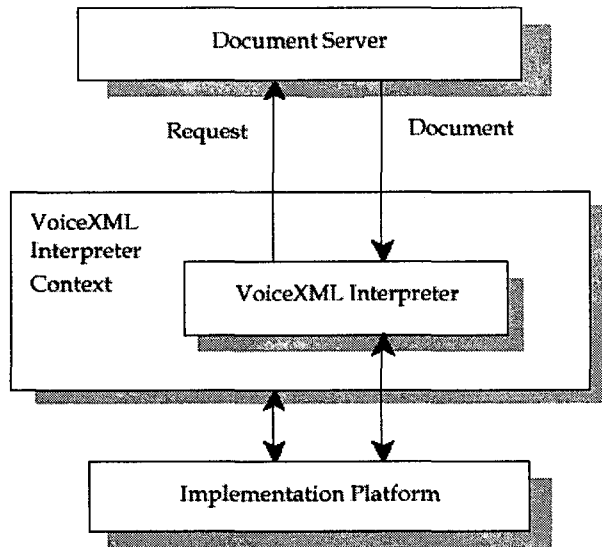 Document Server
Request
Document
VoiceXML
Interpreter
Context
VoiceXML Interpreter
Implementation Platform